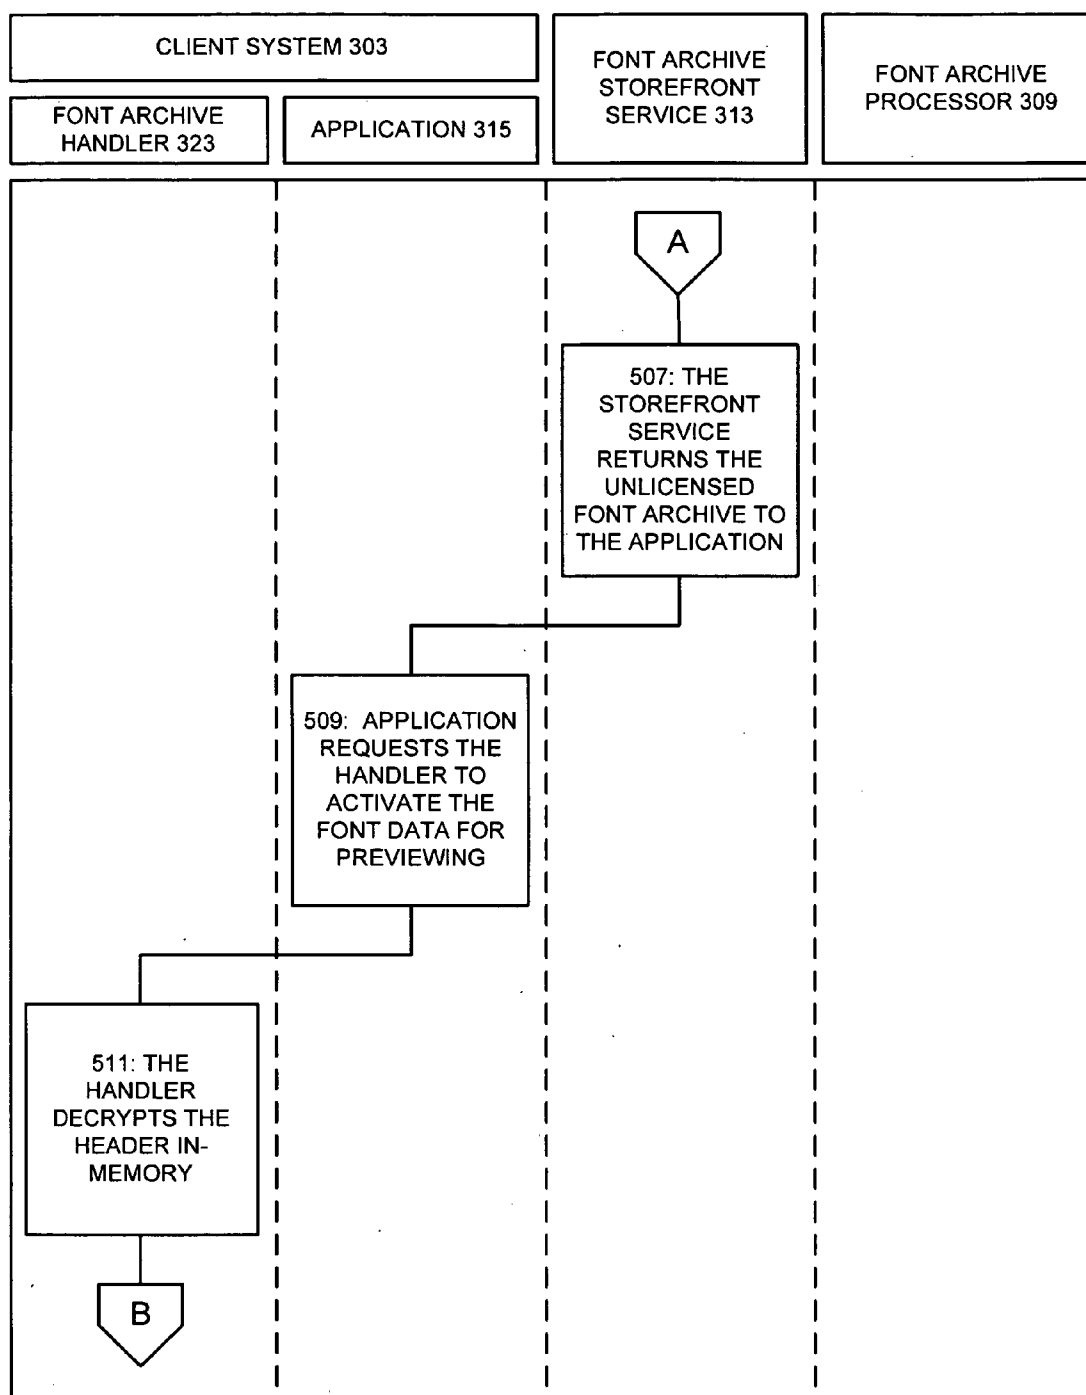 CLIENT SYSTEM 303
FONT ARCHIVE
STOREFRONT
SERVICE 313
FONT ARCHIVE
PROCESSOR 309
FONT ARCHIVE
HANDLER 323
APPLICATION 315
A
507: THE
STOREFRONT
SERVICE
RETURNS THE
UNLICENSED
FONT ARCHIVE TO
THE APPLICATION
509: APPLICATION
REQUESTS THE
HANDLER TO
ACTIVATE THE
FONT DATA FOR
PREVIEWING
511: THE
HANDLER
DECRYPTS THE
HEADER IN-
MEMORY
B